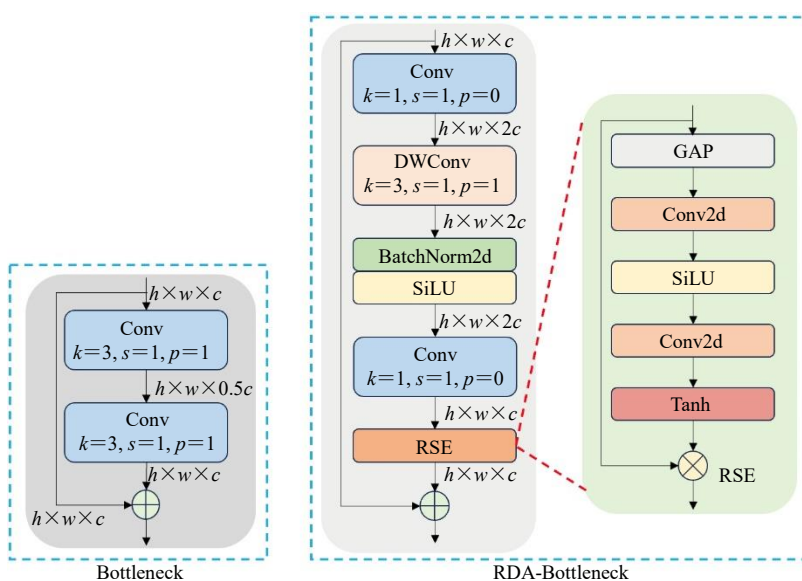 h×w×c
Conv
k=3, s=1, p=1
h×w×0.5c
Conv
k=3, s=1, p=1
h×w×c
h×w×c
Bottleneck
h×w×c
Conv
k=1, s=1, p=0
h×w×2c
DWConv
k=3, s=1, p=1
h×w×2c
BatchNorm2d
SiLU
h×w×2c
Conv
k=1, s=1, p=0
h×w×c
RSE
h×w×c
GAP
Conv2d
SiLU
Conv2d
Tanh
RSE
RDA-Bottleneck